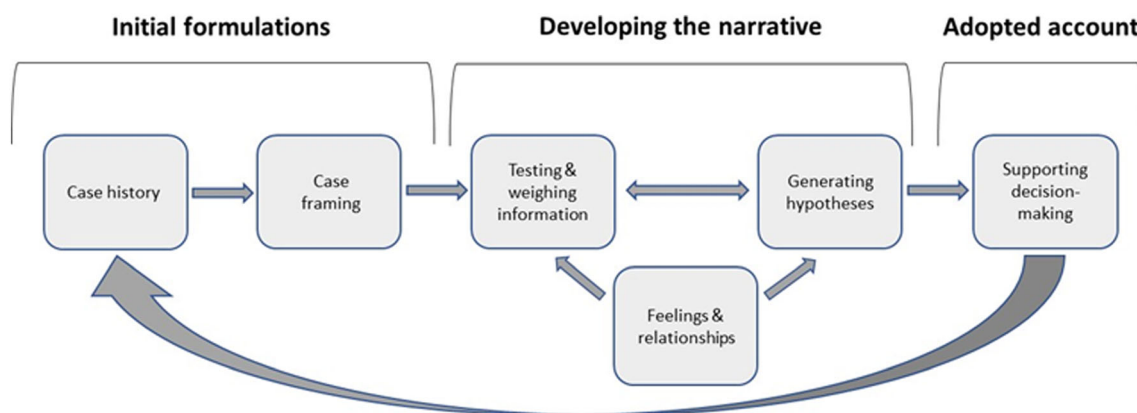 Initial formulations
Developing the narrative
Adopted account
Case history
Case
framing
Testing &
weighing
information
Generating
hypotheses
Supporting
decision-
making
Feelings &
relationships